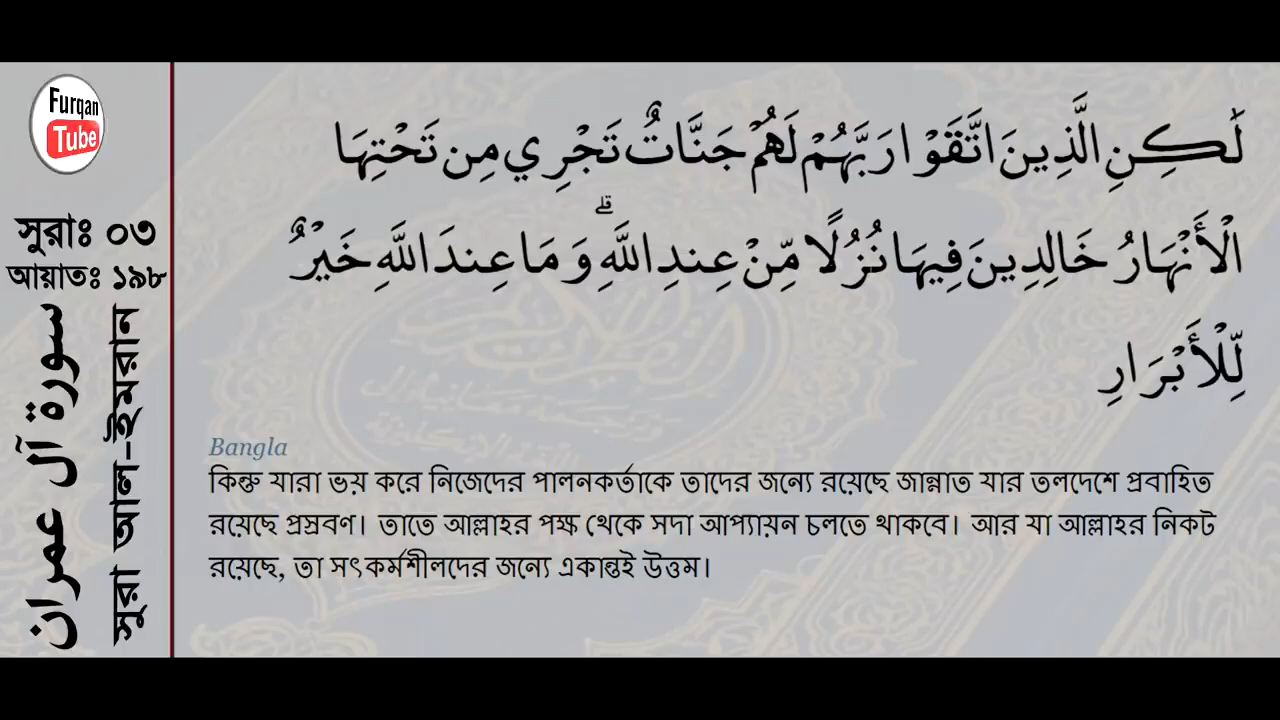 Furqan
Tube
সুরাঃ ০৩
আয়াতঃ ১৯৮
سورة آل عمران
সুরা আল-ইমরান
لَٰكِنِ الَّذِينَ اتَّقَوْا رَبَّهُمْ لَهُمْ جَنَّاتٌ تَجْرِي مِن تَحْتِهَا
الْأَنْهَارُ خَالِدِينَ فِيهَا نُزُلًا مِّنْ عِندِ اللَّهِ ۗ وَمَا عِندَ اللَّهِ خَيْرٌ
لِّلْأَبْرَارِ
Bangla
কিন্তু যারা ভয় করে নিজেদের পালনকর্তাকে তাদের জন্যে রয়েছে জান্নাত যার তলদেশে প্রবাহিত
রয়েছে প্রস্রবণ। তাতে আল্লাহর পক্ষ থেকে সদা আপ্যায়ন চলতে থাকবে। আর যা আল্লাহর নিকট
রয়েছে, তা সৎকর্মশীলদের জন্যে একান্তই উত্তম।